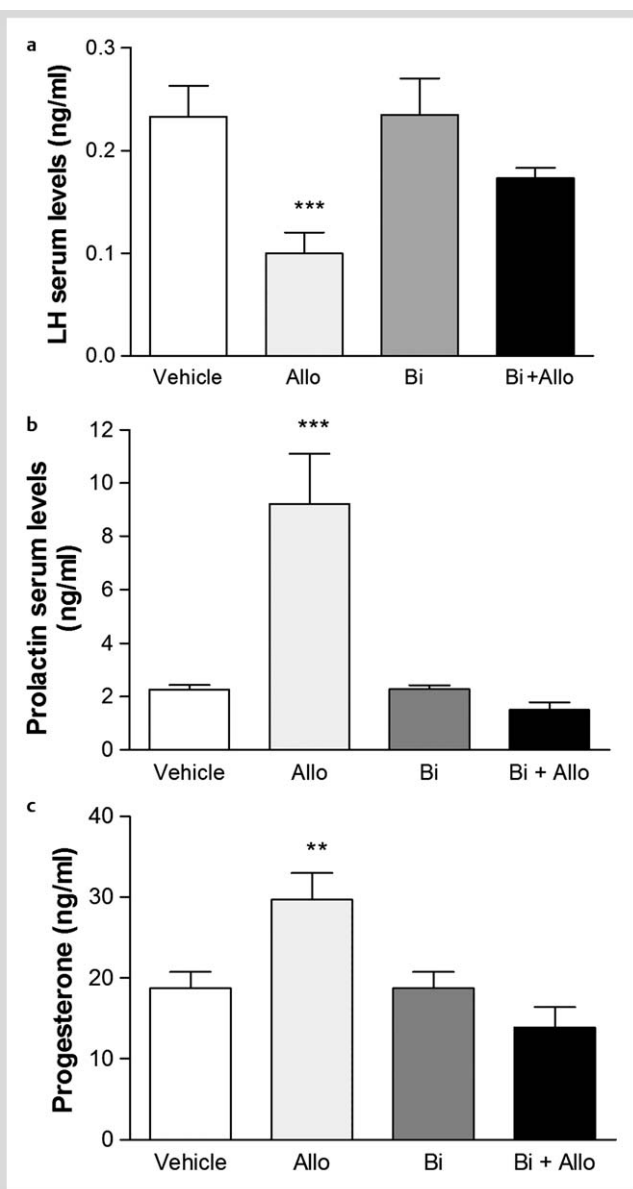 a
LH serum levels (ng/ml)
0.3
0.2
0.1
0.0
***
Vehicle Allo Bi Bi+Allo
b
Prolactin serum levels
(ng/ml)
12
10
8
6
4
2
0
***
Vehicle Allo Bi Bi + Allo
c
Progesterone (ng/ml)
40
30
20
10
0
**
Vehicle Allo Bi Bi + Allo